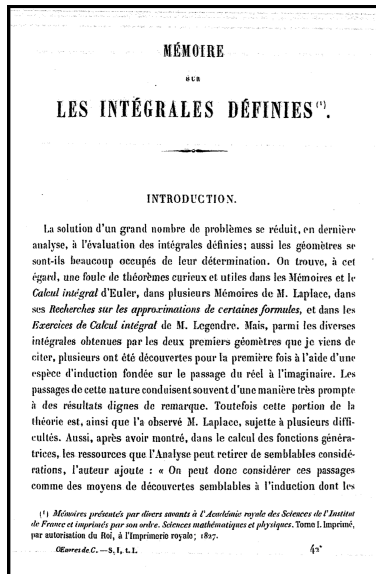 MÉMOIRE
SUR
LES INTÉGRALES DÉFINIES (¹).
INTRODUCTION.
La solution d'un grand nombre de problèmes se réduit, en dernière
analyse, à l'évaluation des intégrales définies; aussi les géomètres se
sont-ils beaucoup occupés de leur détermination. On trouve, à cet
égard, une foule de théorèmes curieux et utiles dans les Mémoires et le
Calcul intégral d'Euler, dans plusieurs Mémoires de M. Laplace, dans
ses Recherches sur les approximations de certaines formules, et dans les
Exercices de Calcul intégral de M. Legendre. Mais, parmi les diverses
intégrales obtenues par les deux premiers géomètres que je viens de
citer, plusieurs ont été découvertes pour la première fois à l'aide d'une
espèce d'induction fondée sur le passage du réel à l'imaginaire. Les
passages de cette nature conduisent souvent d'une manière très prompte
à des résultats dignes de remarque. Toutefois cette portion de la
théorie est, ainsi que l'a observé M. Laplace, sujette à plusieurs diffi-
cultés. Aussi, après avoir montré, dans le calcul des fonctions généra-
trices, les ressources que l'Analyse peut retirer de semblables considé-
rations, l'auteur ajoute : « On peut donc considérer ces passages
comme des moyens de découvertes semblables à l'induction dont les
(¹) Mémoires présentés par divers savants à l'Académie royale des Sciences de l'Institut
de France et imprimés par son ordre. Sciences mathématiques et physiques. Tome I. Imprimé,
par autorisation du Roi, à l'Imprimerie royale; 1827.
Œuvres de C. — S. I, t. I. 42*